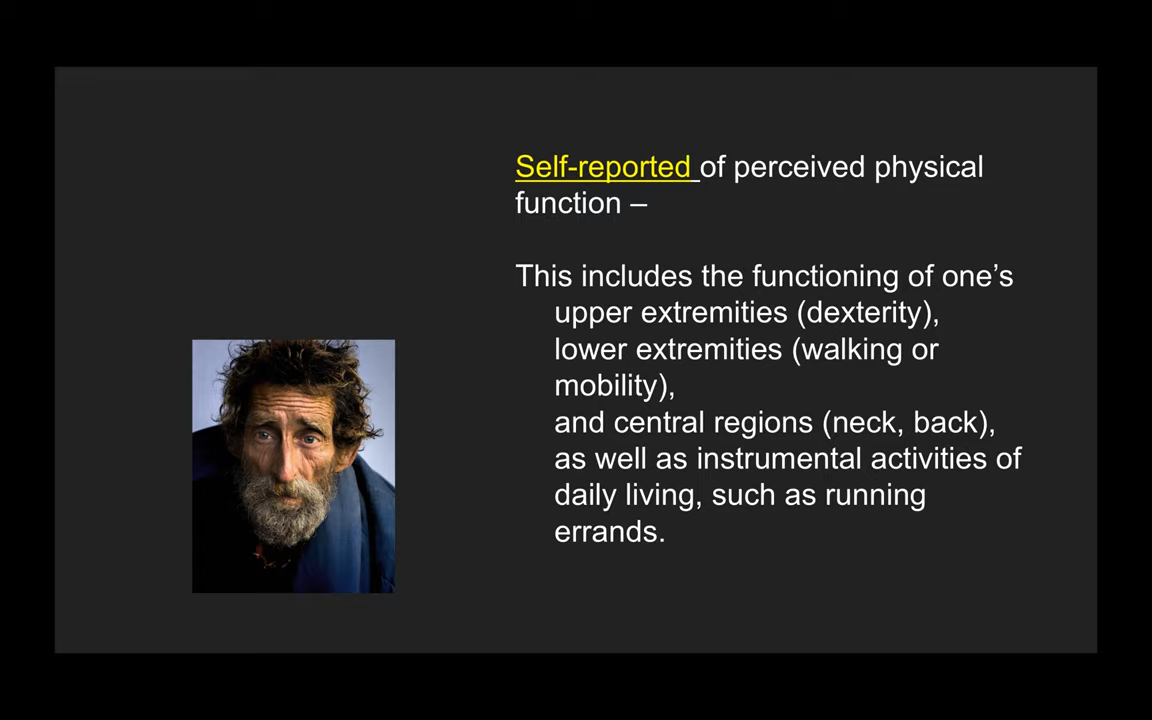 Self-reported of perceived physical
function –
This includes the functioning of one’s
upper extremities (dexterity),
lower extremities (walking or
mobility),
and central regions (neck, back),
as well as instrumental activities of
daily living, such as running
errands.